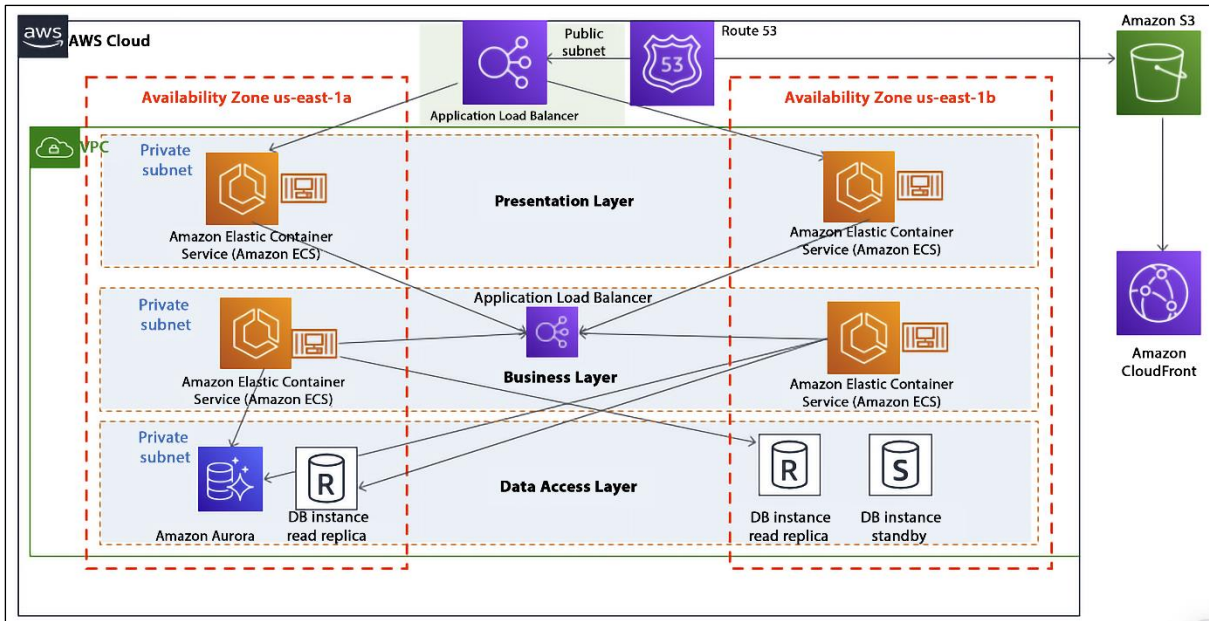 aws
AWS Cloud
Public
subnet
Application Load Balancer
53
Route 53
Amazon S3
Availability Zone us-east-1a
Availability Zone us-east-1b
VPC
Private
subnet
Amazon Elastic Container
Service (Amazon ECS)
Presentation Layer
Amazon Elastic Container
Service (Amazon ECS)
Private
subnet
Amazon Elastic Container
Service (Amazon ECS)
Application Load Balancer
Business Layer
Amazon Elastic Container
Service (Amazon ECS)
Amazon
CloudFront
Private
subnet
Amazon Aurora
R
DB instance
read replica
Data Access Layer
R
DB instance
read replica
S
DB instance
standby